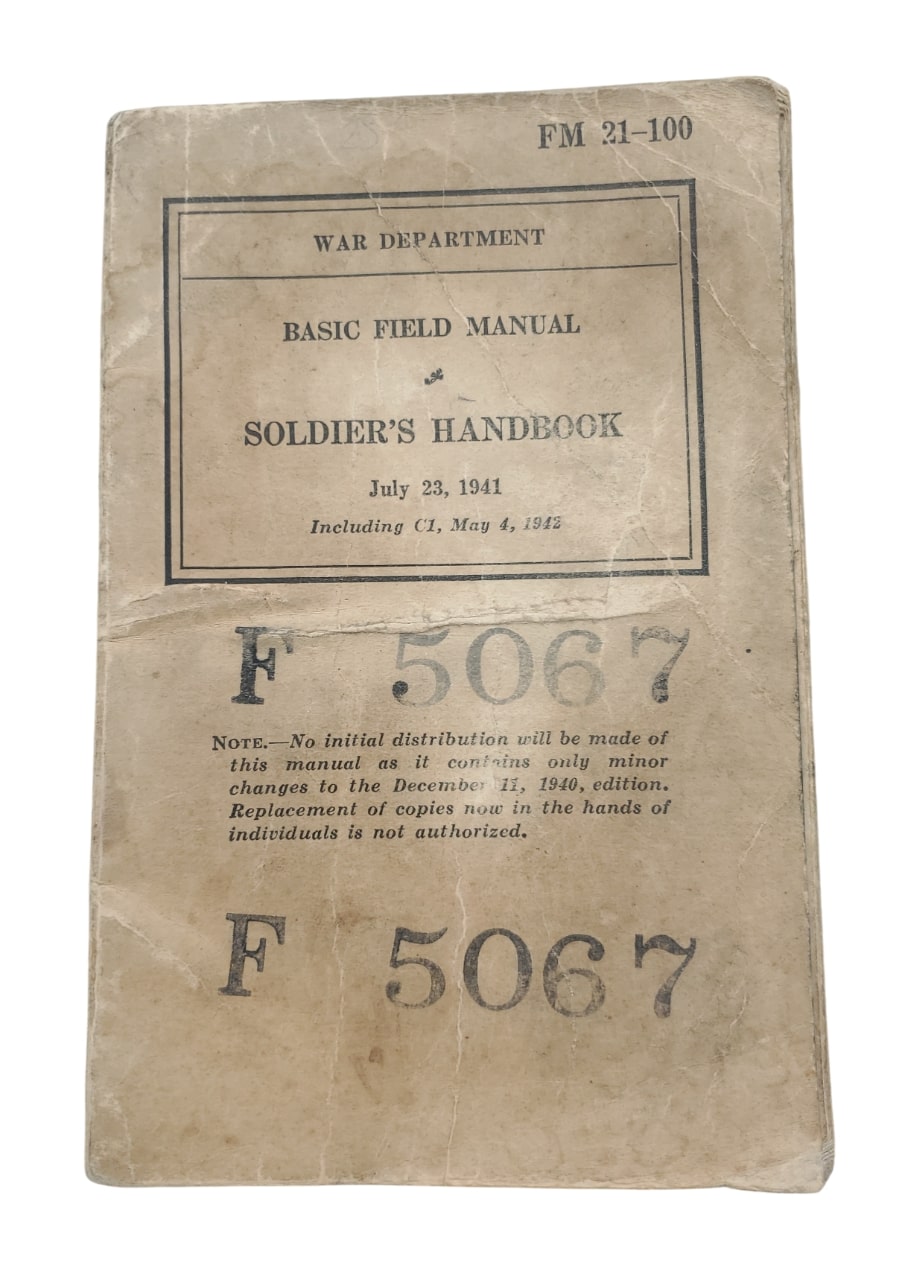 FM 21–100
WAR DEPARTMENT
BASIC FIELD MANUAL
SOLDIER'S HANDBOOK
July 23, 1941
Including C1, May 4, 1942
F 5067
NOTE.—No initial distribution will be made of
this manual as it contains only minor
changes to the December 11, 1940, edition.
Replacement of copies now in the hands of
individuals is not authorized.
F 5067